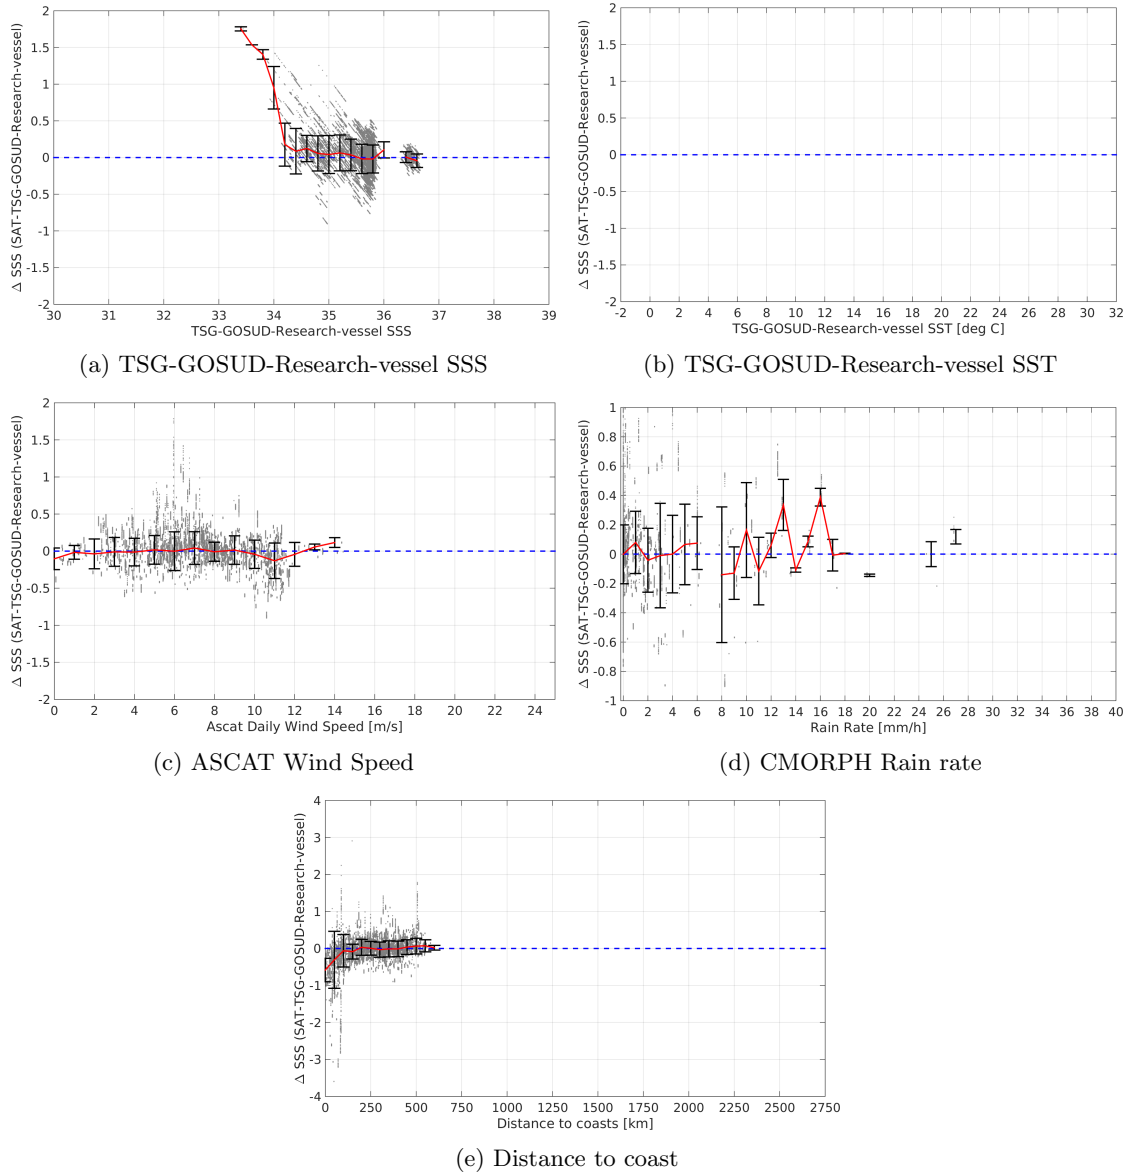 2
1.5
1
0.5
0
-0.5
-1
-1.5
-2
Δ SSS (SAT-TSG-GOSUD-Research-vessel)
30 31 32 33 34 35 36 37 38 39
TSG-GOSUD-Research-vessel SSS
(a) TSG-GOSUD-Research-vessel SSS
2
1.5
1
0.5
0
-0.5
-1
-1.5
-2
Δ SSS (SAT-TSG-GOSUD-Research-vessel)
-2 0 2 4 6 8 10 12 14 16 18 20 22 24 26 28 30 32
TSG-GOSUD-Research-vessel SST [deg C]
(b) TSG-GOSUD-Research-vessel SST
2
1.5
1
0.5
0
-0.5
-1
-1.5
-2
Δ SSS (SAT-TSG-GOSUD-Research-vessel)
0 2 4 6 8 10 12 14 16 18 20 22 24
Ascat Daily Wind Speed [m/s]
(c) ASCAT Wind Speed
1
0.8
0.6
0.4
0.2
0
-0.2
-0.4
-0.6
-0.8
-1
Δ SSS (SAT-TSG-GOSUD-Research-vessel)
0 2 4 6 8 10 12 14 16 18 20 22 24 26 28 30 32 34 36 38 40
Rain Rate [mm/h]
(d) CMORPH Rain rate
4
3
2
1
0
-1
-2
-3
-4
Δ SSS (SAT-TSG-GOSUD-Research-vessel)
0 250 500 750 1000 1250 1500 1750 2000 2250 2500 2750
Distance to coasts [km]
(e) Distance to coast